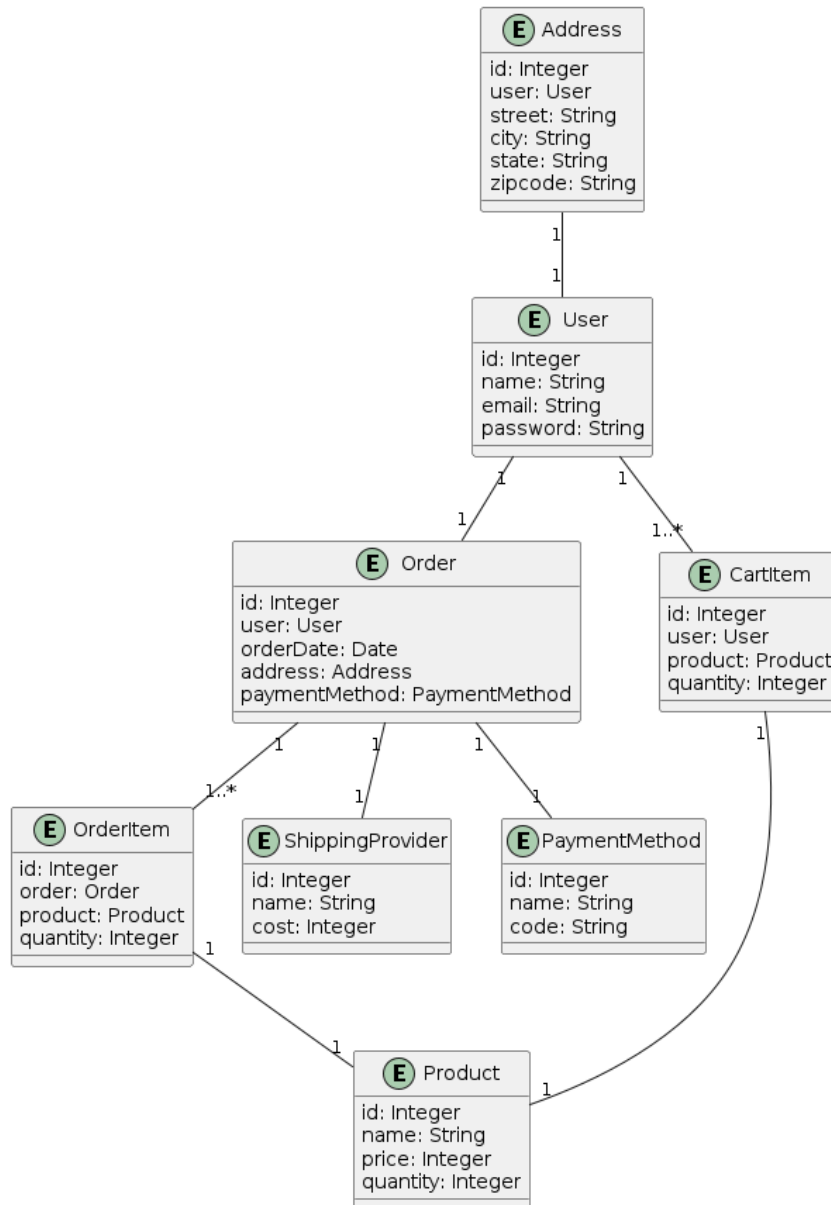 E Address
id: Integer
user: User
street: String
city: String
state: String
zipcode: String
1
1
E User
id: Integer
name: String
email: String
password: String
1
1
1
1..*
E Order
id: Integer
user: User
orderDate: Date
address: Address
paymentMethod: PaymentMethod
E CartItem
id: Integer
user: User
product: Product
quantity: Integer
1
1
1
1
1..*
1
1
E OrderItem
id: Integer
order: Order
product: Product
quantity: Integer
E ShippingProvider
id: Integer
name: String
cost: Integer
E PaymentMethod
id: Integer
name: String
code: String
1
1
1
E Product
id: Integer
name: String
price: Integer
quantity: Integer